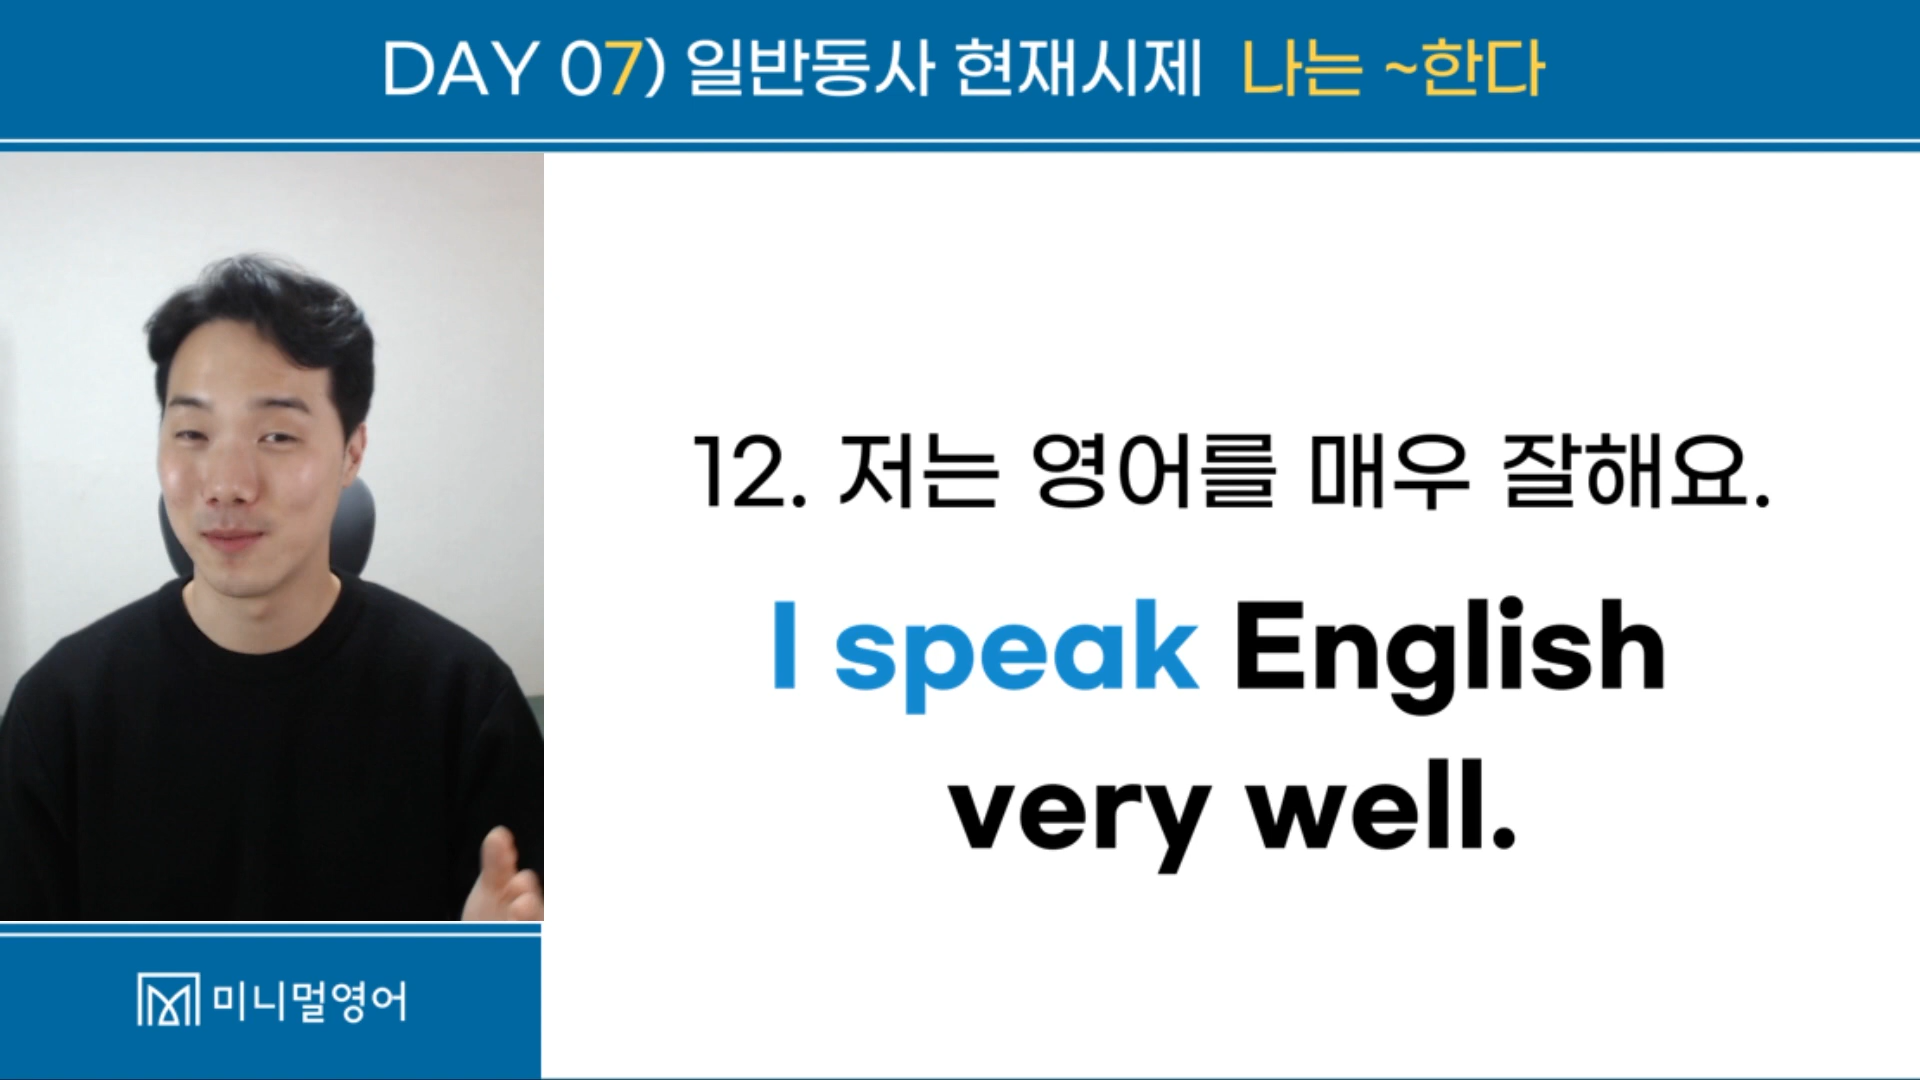 DAY 07) 일반동사 현재시제 나는 ~한다
12. 저는 영어를 매우 잘해요.
I speak English
very well.
미니멀영어